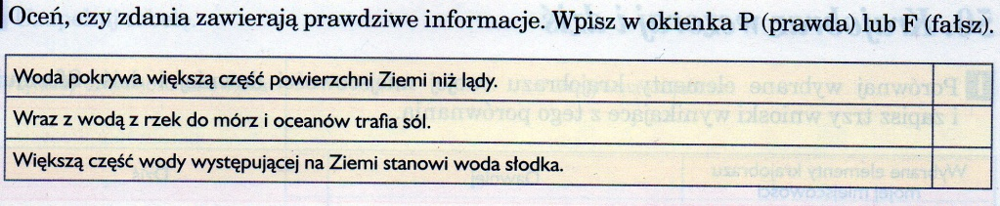 Oceń, czy zdania zawierają prawdziwe informacje. Wpisz w okienka P (prawda) lub F (fałsz).
Woda pokrywa większą część powierzchni Ziemi niż lądy.
Wraz z wodą z rzek do mórz i oceanów trafia sól.
Większą część wody występującej na Ziemi stanowi woda słodka.